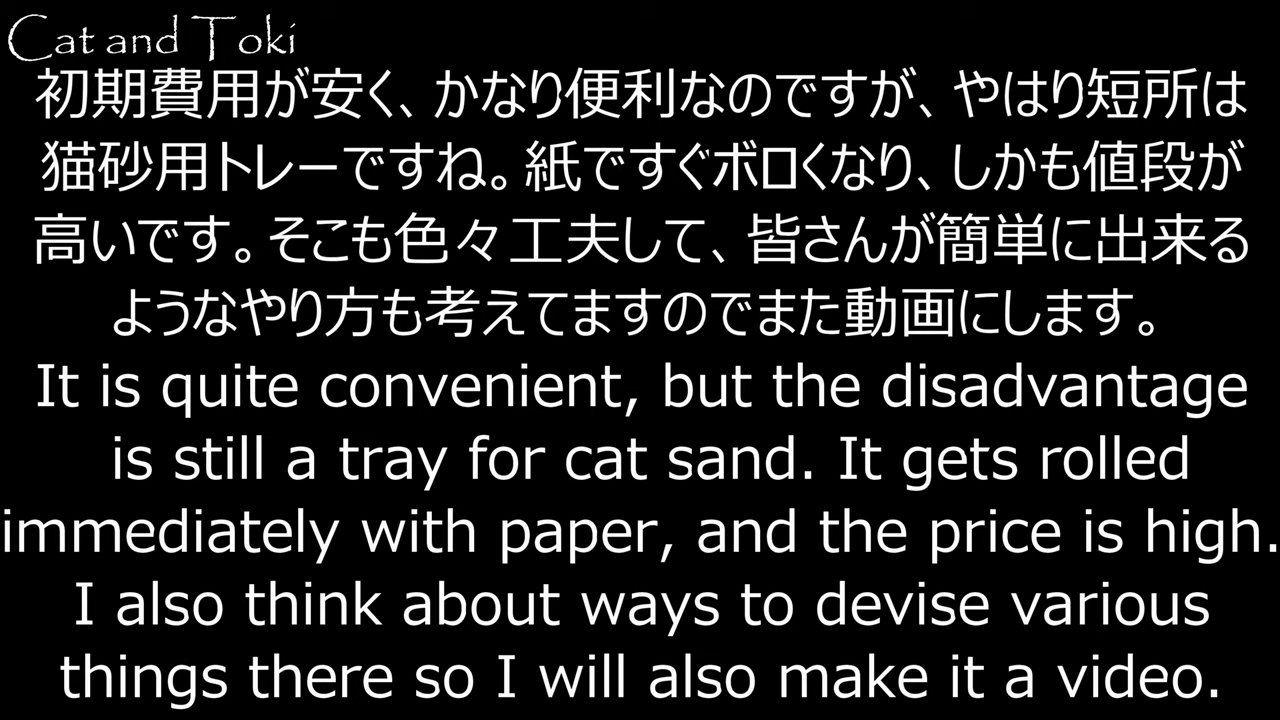 Cat and Toki
初期費用が安く、かなり便利なのですが、やはり短所は
猫砂用トレーですね。紙ですぐボロくなり、しかも値段が
高いです。そこも色々工夫して、皆さんが簡単に出来る
ようなやり方も考えてますのでまた動画にします。
It is quite convenient, but the disadvantage
is still a tray for cat sand. It gets rolled
immediately with paper, and the price is high.
I also think about ways to devise various
things there so I will also make it a video.